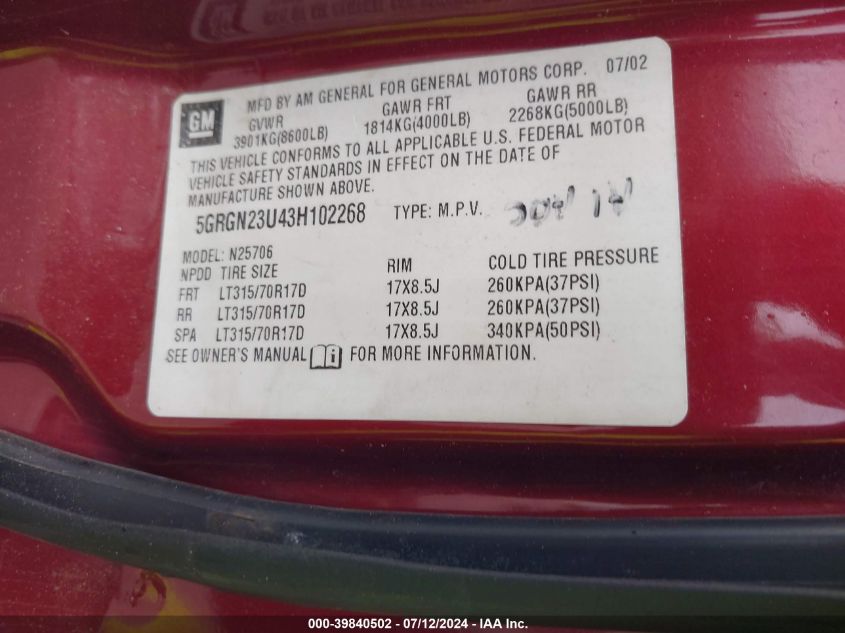 MFD BY AM GENERAL FOR GENERAL MOTORS CORP. 07/02
GM
GVWR GAWR FRT GAWR RR
3901KG(8600LB) 1814KG(4000LB) 2268KG(5000LB)
THIS VEHICLE CONFORMS TO ALL APPLICABLE U.S. FEDERAL MOTOR
VEHICLE SAFETY STANDARDS IN EFFECT ON THE DATE OF
MANUFACTURE SHOWN ABOVE.
5GRGN23U43H102268 TYPE: M.P.V.
MODEL: N25706
NPDD TIRE SIZE RIM COLD TIRE PRESSURE
FRT LT315/70R17D 17X8.5J 260KPA(37PSI)
RR LT315/70R17D 17X8.5J 260KPA(37PSI)
SPA LT315/70R17D 17X8.5J 340KPA(50PSI)
SEE OWNER'S MANUAL FOR MORE INFORMATION.
000-39840502 - 07/12/2024 - IAA Inc.